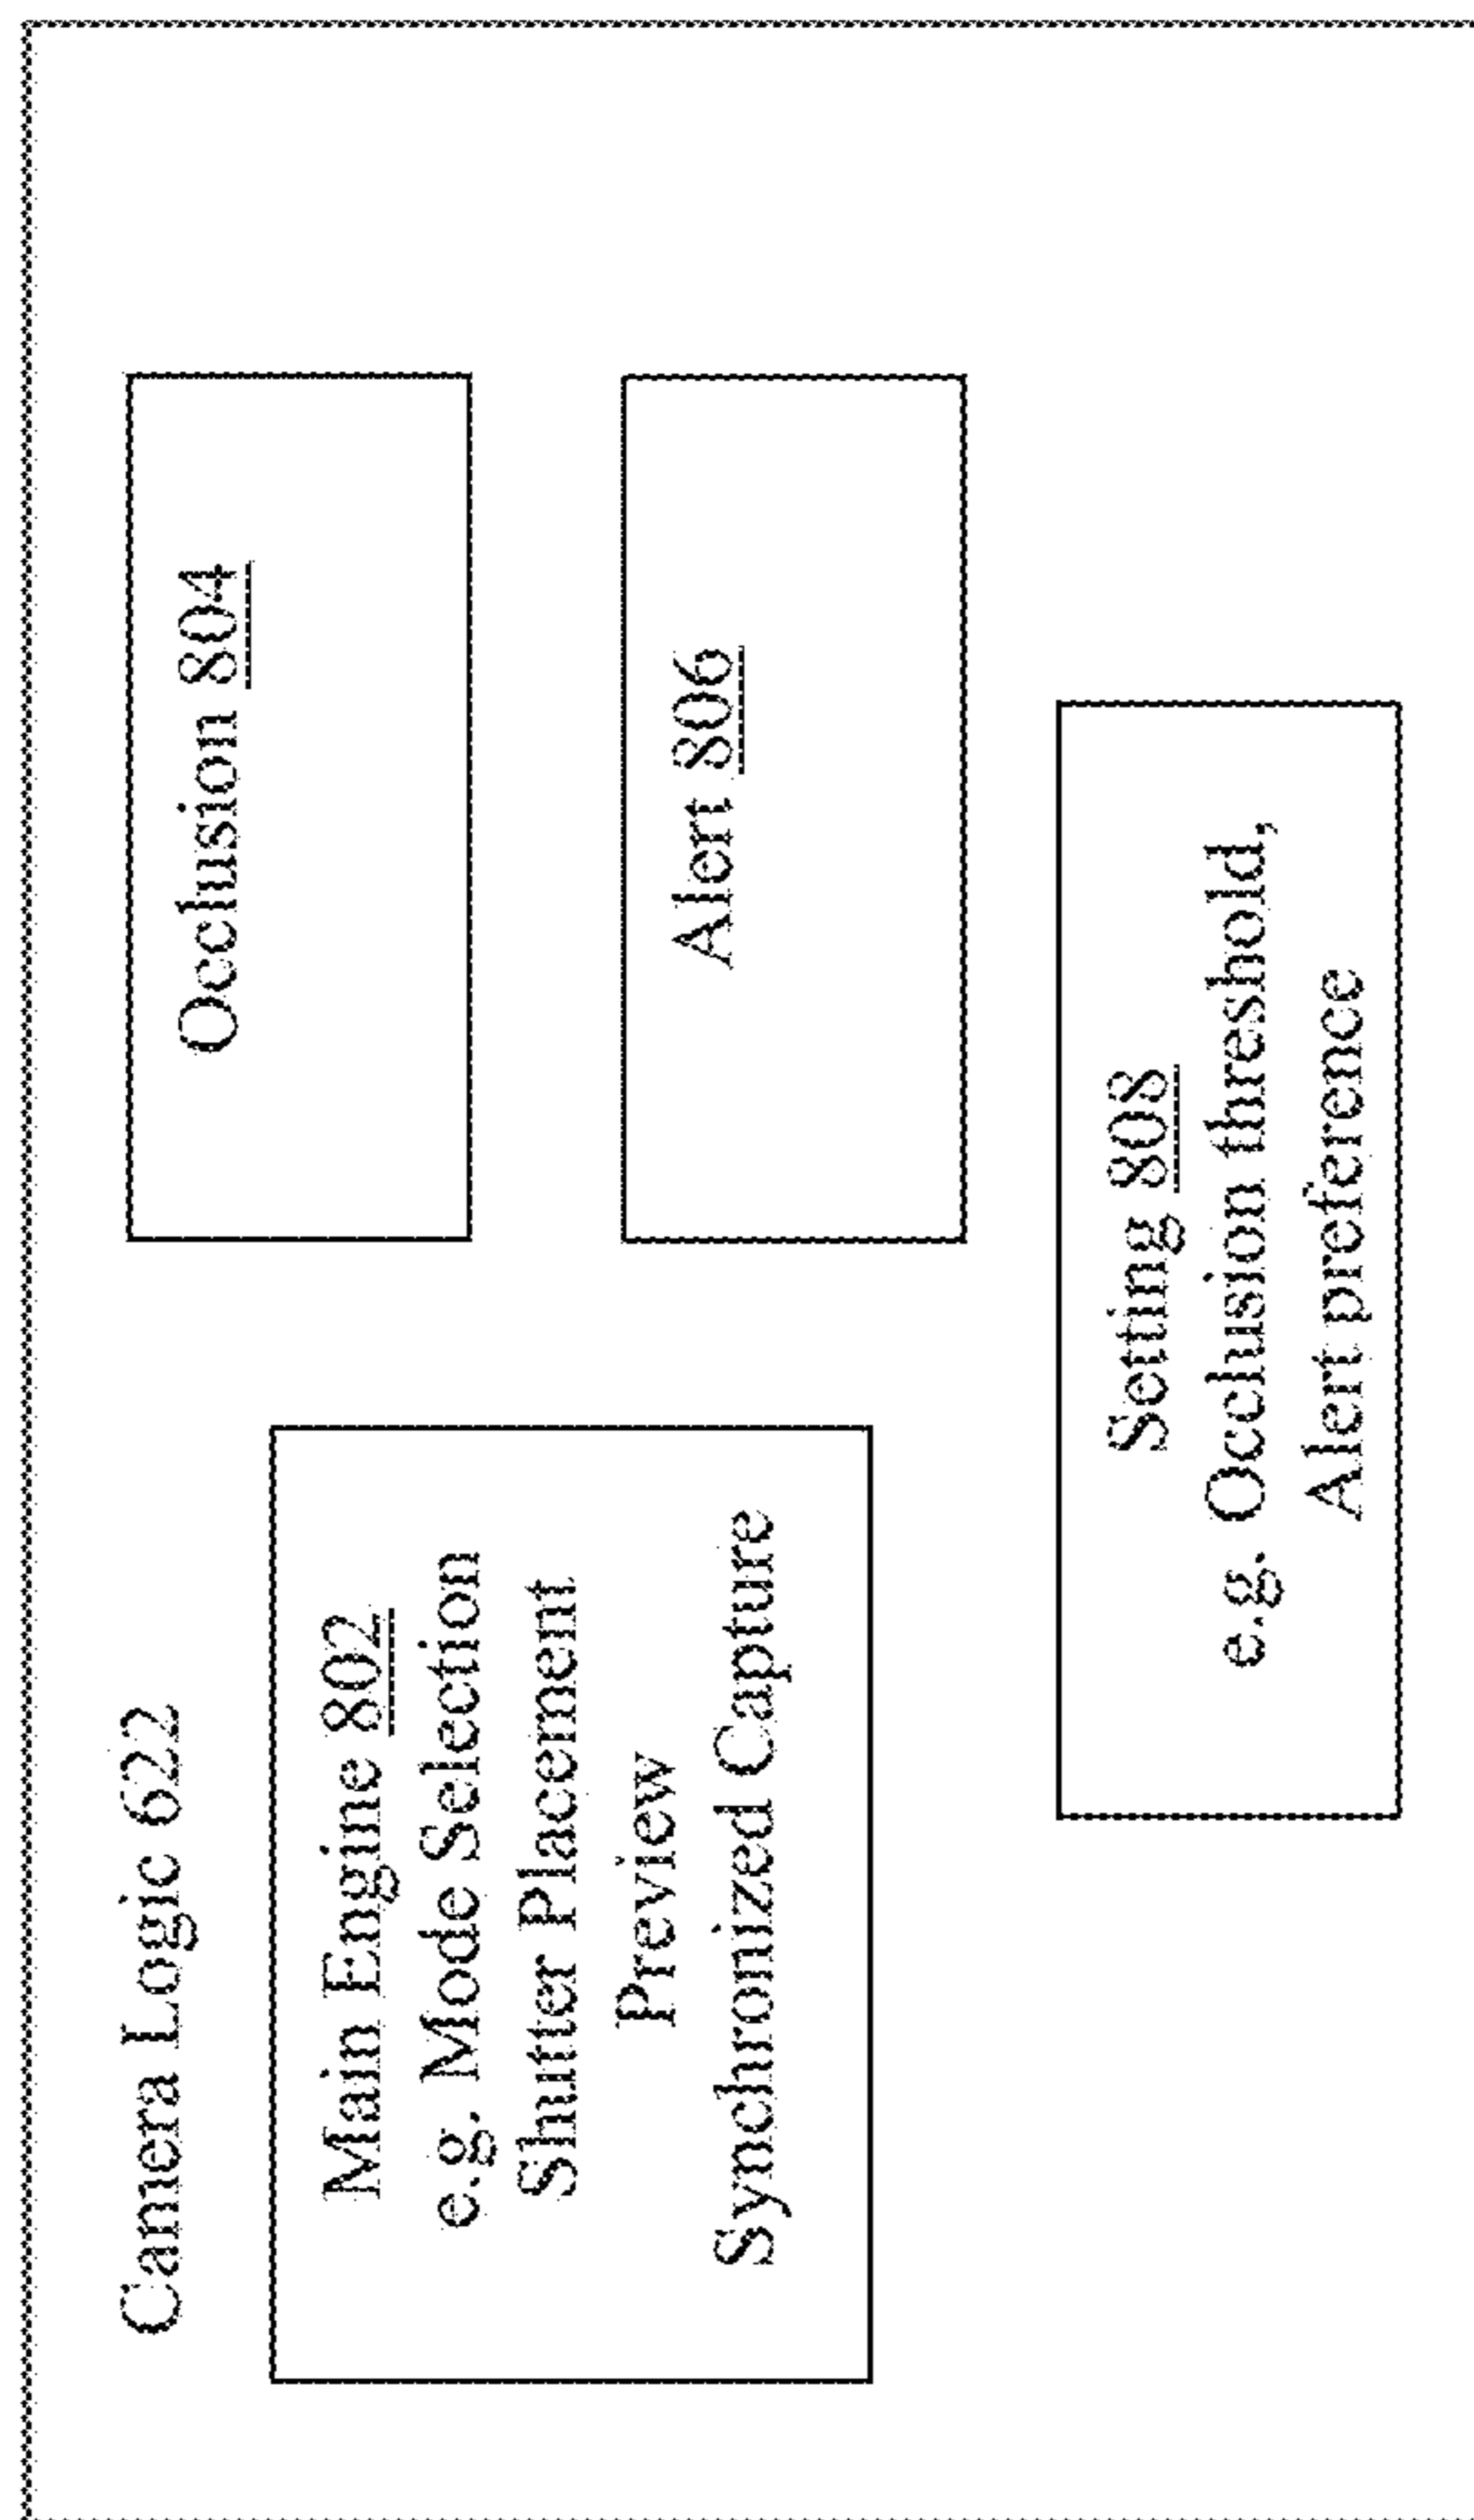 Camera Logic 622
Main Engine 802
e.g. Mode Selection
Shutter Placement
Preview
Synchronized Capture
Occlusion 804
Alert 806
Setting 808
e.g. Occlusion threshold,
Alert preference